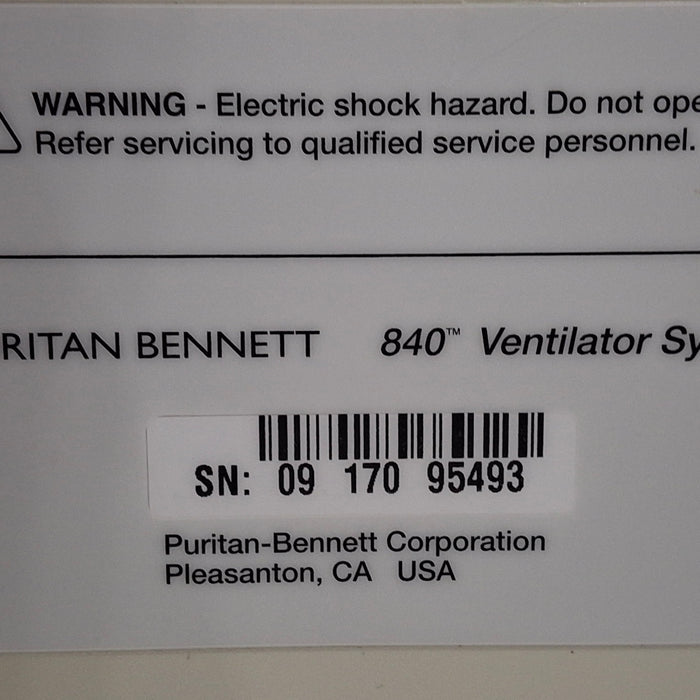 WARNING - Electric shock hazard. Do not ope
Refer servicing to qualified service personnel.
RITAN BENNETT 840™ Ventilator Sy
SN: 09 170 95493
Puritan-Bennett Corporation
Pleasanton, CA USA